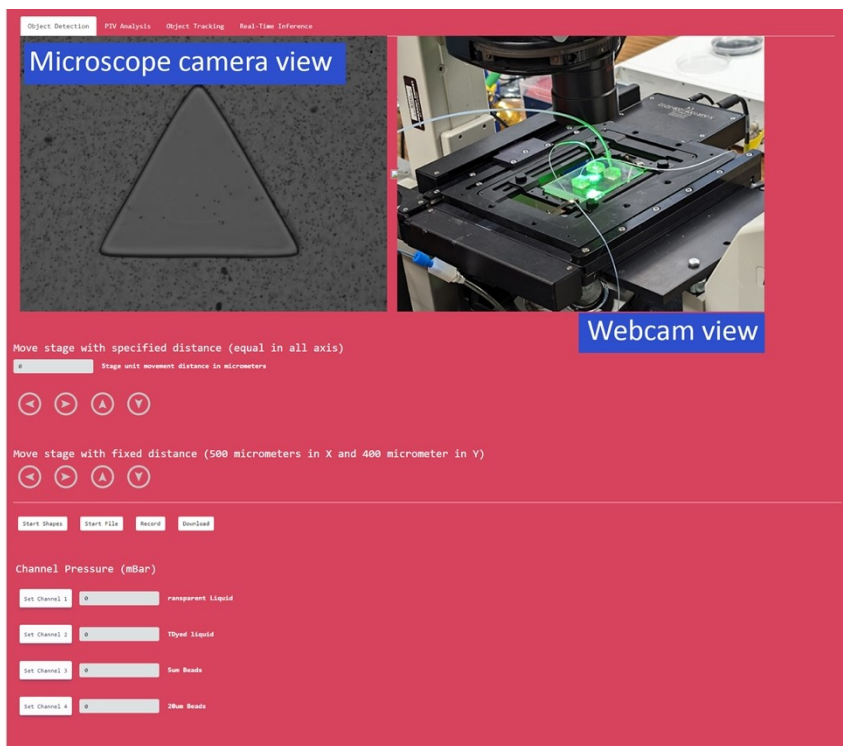 Object Detection PIV Analysis Object Tracking Real-Time Inference
Microscope camera view
Webcam view
Move stage with specified distance (equal in all axis)
0 Stage unit movement distance in micrometers
Move stage with fixed distance (500 micrometers in X and 400 micrometer in Y)
Start Shapes Start File Record Download
Channel Pressure (mBar)
Set Channel 1 0 ransparent Liquid
Set Channel 2 0 TDyed liquid
Set Channel 3 0 5um Beads
Set Channel 4 0 20um Beads